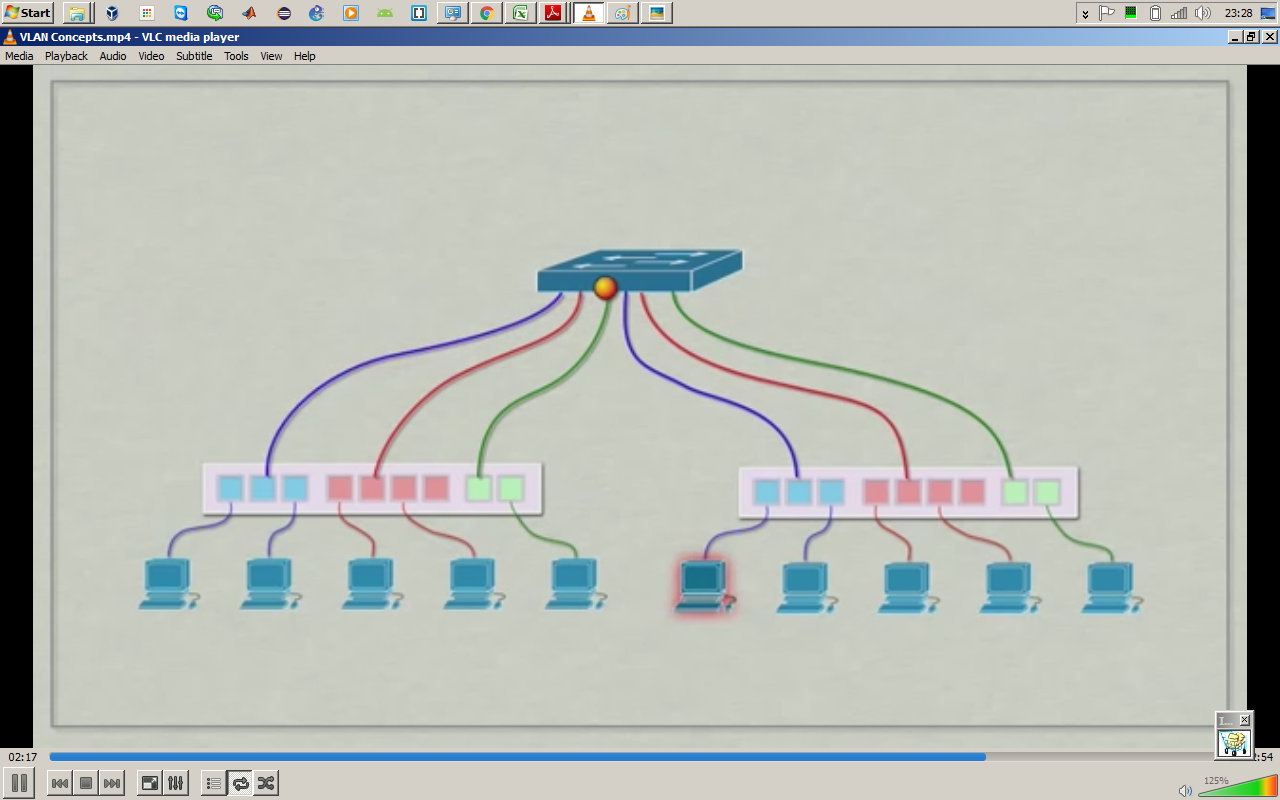 Start
23:28
VLAN Concepts.mp4 - VLC media player
Media Playback Audio Video Subtitle Tools View Help
I...
02:17
:54
125%